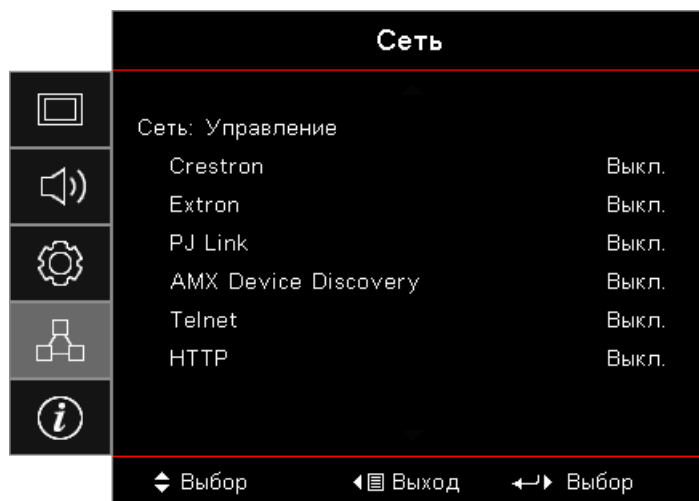 Сеть
Сеть: Управление
Crestron Выкл.
Extron Выкл.
PJ Link Выкл.
AMX Device Discovery Выкл.
Telnet Выкл.
HTTP Выкл.
Выбор Выход Выбор